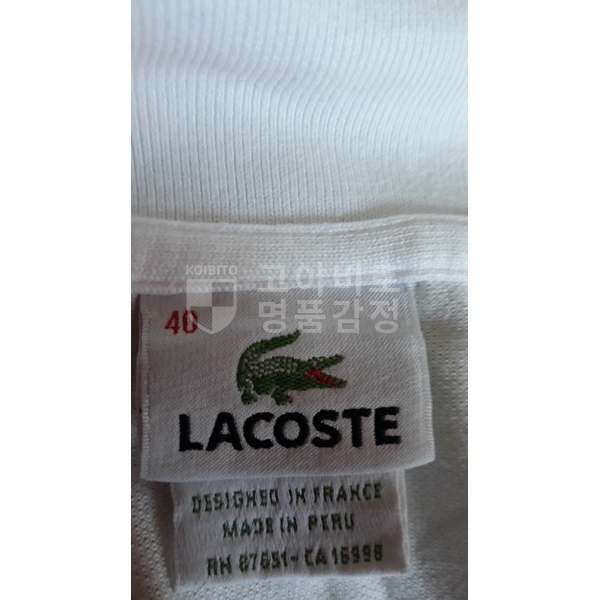 KOIBITO
코이비토
명품감정
40
LACOSTE
DESIGNED IN FRANCE
MADE IN PERU
RN 87651-CA 16998